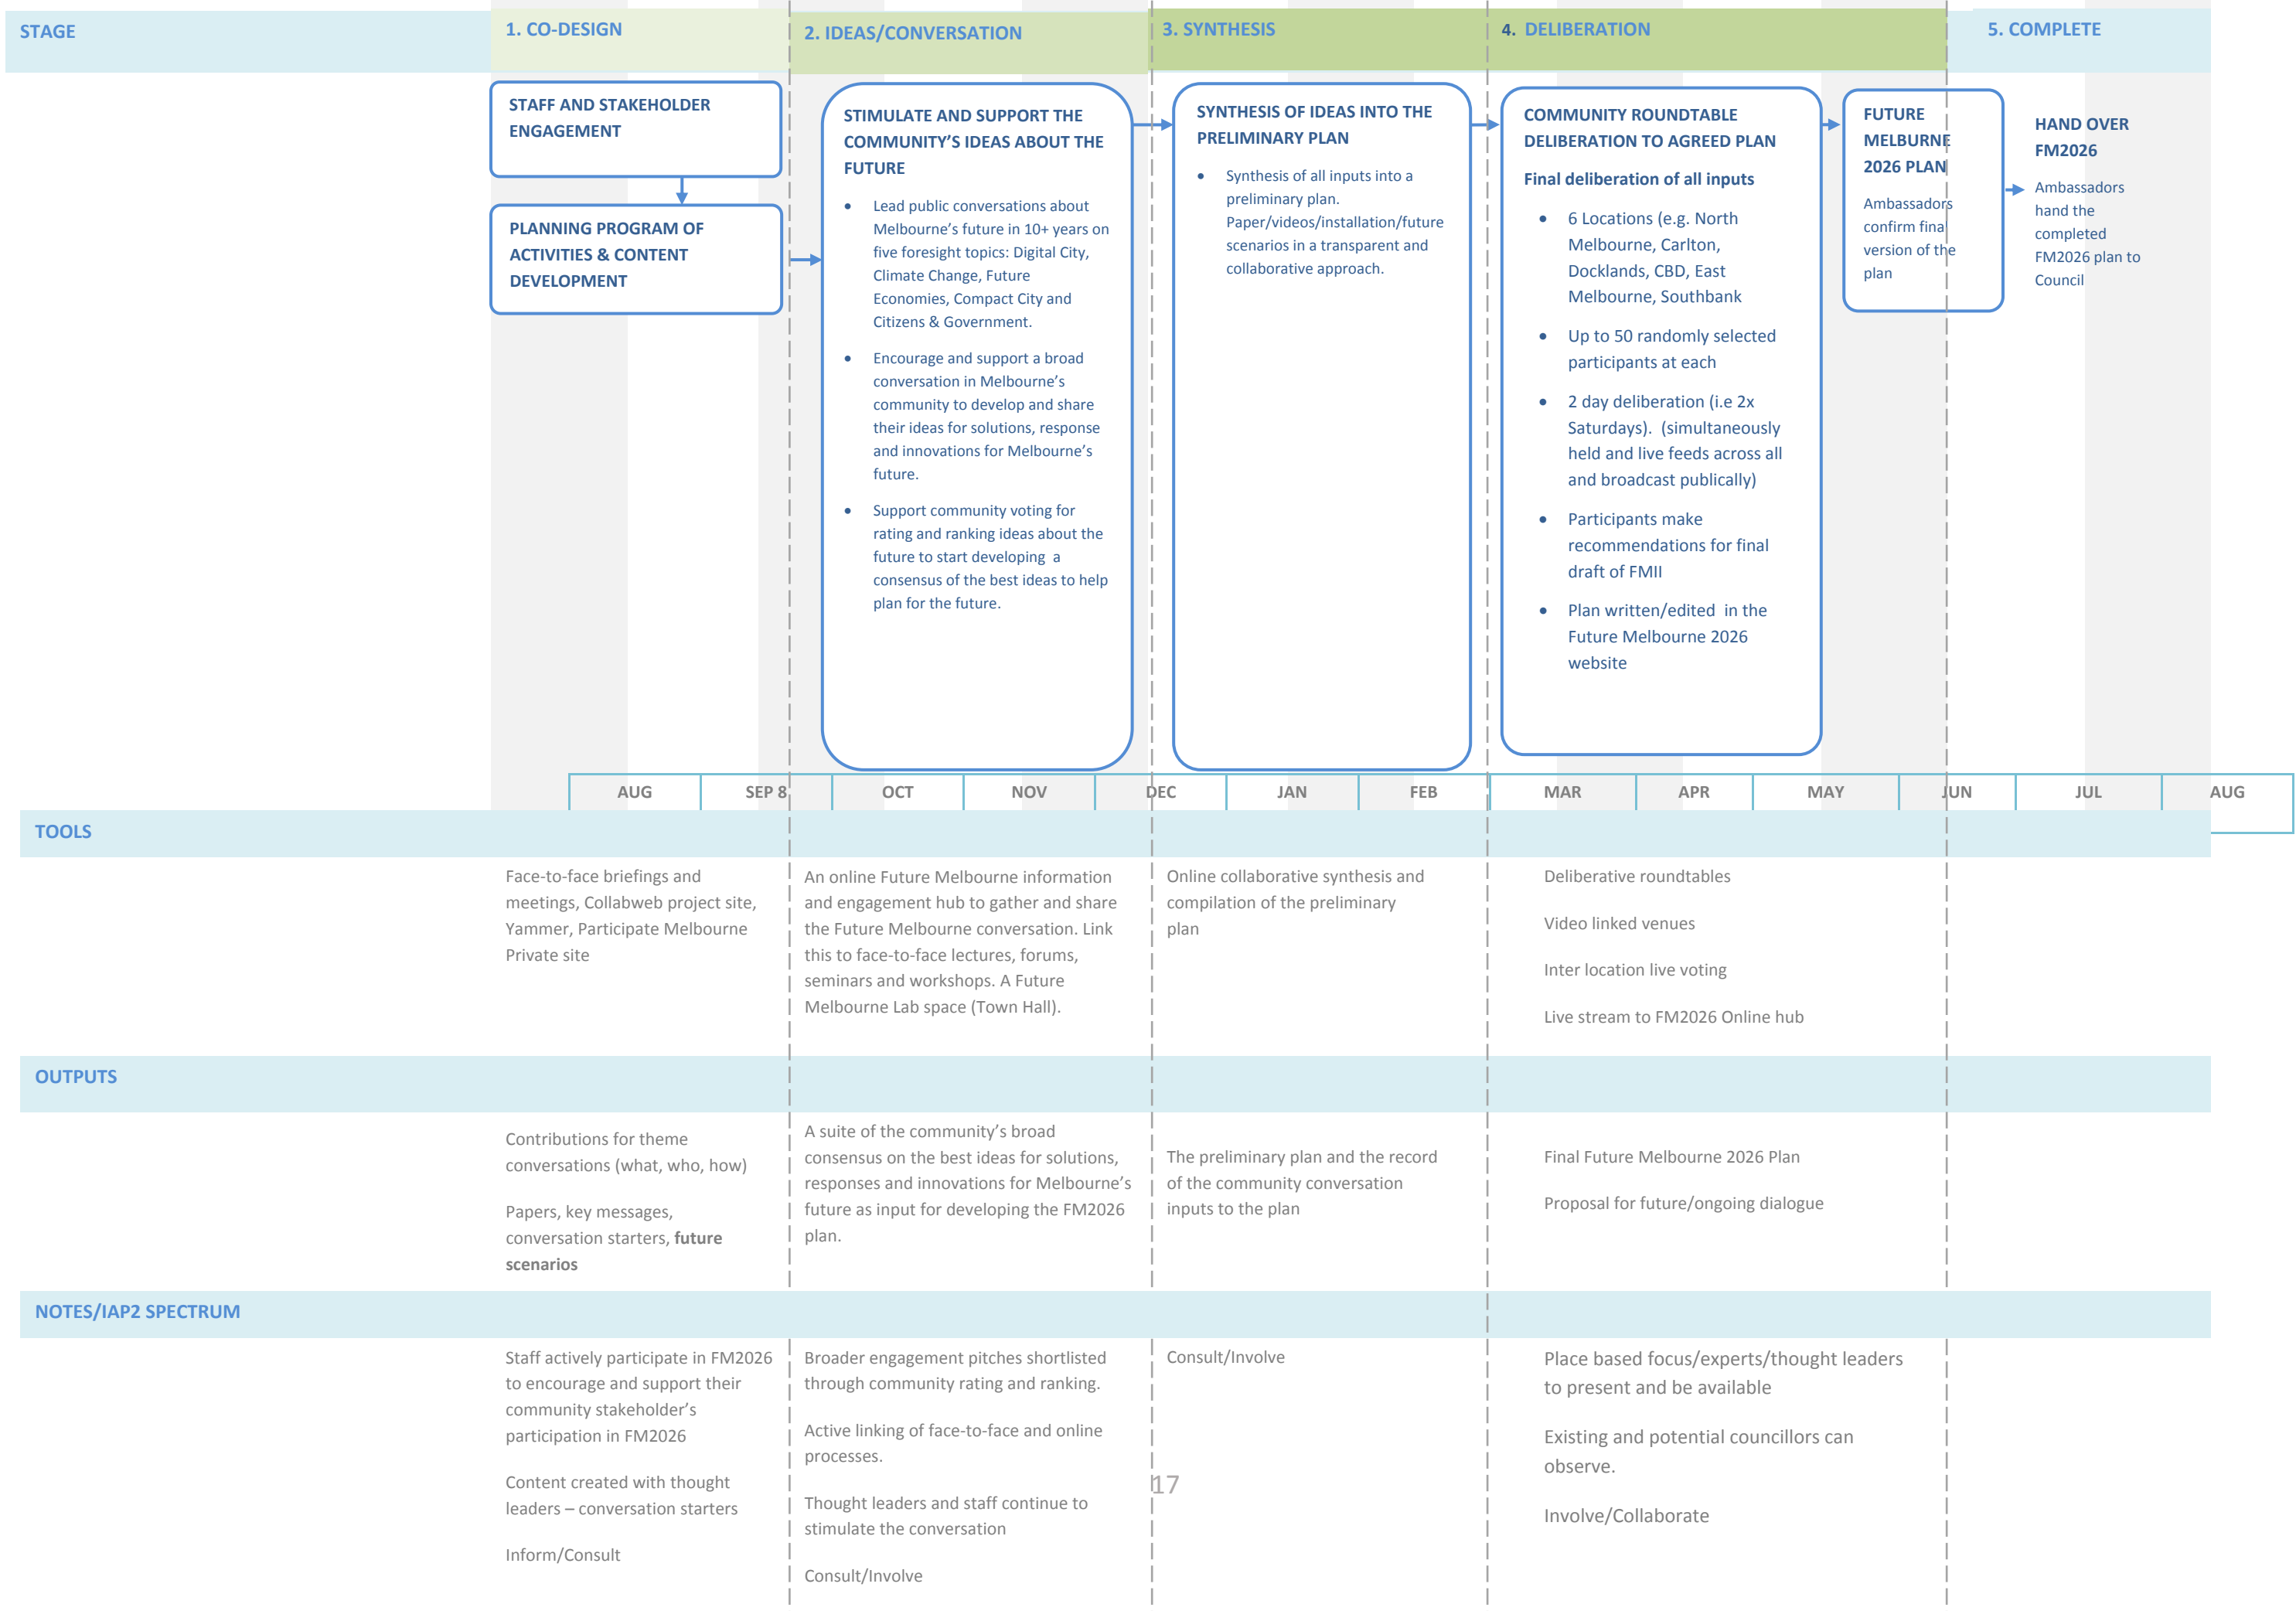 STAGE
1. CO-DESIGN
2. IDEAS/CONVERSATION
3. SYNTHESIS
4. DELIBERATION
5. COMPLETE
STAFF AND STAKEHOLDER
ENGAGEMENT
PLANNING PROGRAM OF
ACTIVITIES & CONTENT
DEVELOPMENT
STIMULATE AND SUPPORT THE
COMMUNITY'S IDEAS ABOUT THE
FUTURE
• Lead public conversations about
Melbourne's future in 10+ years on
five foresight topics: Digital City,
Climate Change, Future
Economies, Compact City and
Citizens & Government.
• Encourage and support a broad
conversation in Melbourne's
community to develop and share
their ideas for solutions, response
and innovations for Melbourne's
future.
• Support community voting for
rating and ranking ideas about the
future to start developing a
consensus of the best ideas to help
plan for the future.
SYNTHESIS OF IDEAS INTO THE
PRELIMINARY PLAN
• Synthesis of all inputs into a
preliminary plan.
Paper/videos/installation/future
scenarios in a transparent and
collaborative approach.
COMMUNITY ROUNDTABLE
DELIBERATION TO AGREED PLAN
Final deliberation of all inputs
• 6 Locations (e.g. North
Melbourne, Carlton,
Docklands, CBD, East
Melbourne, Southbank
• Up to 50 randomly selected
participants at each
• 2 day deliberation (i.e 2x
Saturdays). (simultaneously
held and live feeds across all
and broadcast publically)
• Participants make
recommendations for final
draft of FMII
• Plan written/edited in the
Future Melbourne 2026
website
FUTURE
MELBURNE
2026 PLAN
Ambassadors
confirm final
version of the
plan
HAND OVER
FM2026
Ambassadors
hand the
completed
FM2026 plan to
Council
AUG
SEP 8
OCT
NOV
DEC
JAN
FEB
MAR
APR
MAY
JUN
JUL
AUG
TOOLS
Face-to-face briefings and
meetings, Collabweb project site,
Yammer, Participate Melbourne
Private site
An online Future Melbourne information
and engagement hub to gather and share
the Future Melbourne conversation. Link
this to face-to-face lectures, forums,
seminars and workshops. A Future
Melbourne Lab space (Town Hall).
Online collaborative synthesis and
compilation of the preliminary
plan
Deliberative roundtables
Video linked venues
Inter location live voting
Live stream to FM2026 Online hub
OUTPUTS
Contributions for theme
conversations (what, who, how)
Papers, key messages,
conversation starters, future
scenarios
A suite of the community's broad
consensus on the best ideas for solutions,
responses and innovations for Melbourne's
future as input for developing the FM2026
plan.
The preliminary plan and the record
of the community conversation
inputs to the plan
Final Future Melbourne 2026 Plan
Proposal for future/ongoing dialogue
NOTES/IAP2 SPECTRUM
Staff actively participate in FM2026
to encourage and support their
community stakeholder's
participation in FM2026
Content created with thought
leaders – conversation starters
Inform/Consult
Broader engagement pitches shortlisted
through community rating and ranking.
Active linking of face-to-face and online
processes.
Thought leaders and staff continue to
stimulate the conversation
Consult/Involve
Consult/Involve
Place based focus/experts/thought leaders
to present and be available
Existing and potential councillors can
observe.
Involve/Collaborate
17